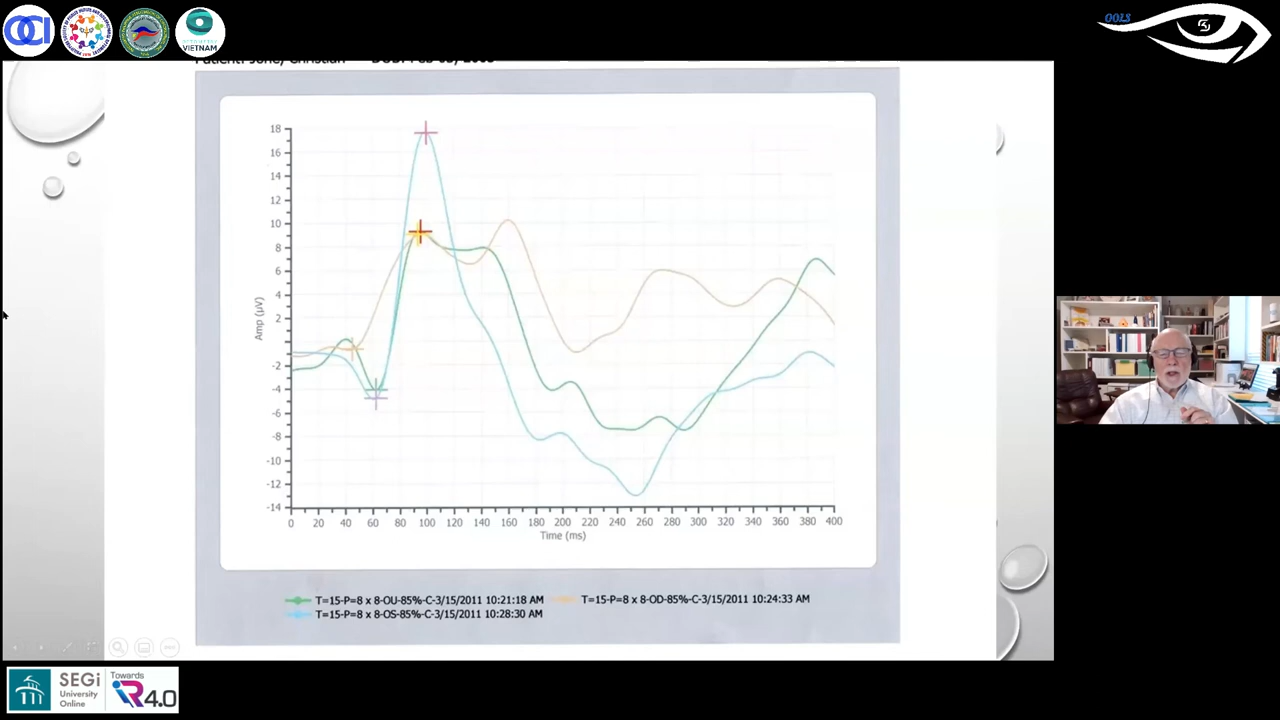 OCI
VIETNAM
OOLS
18
16
14
12
10
8
6
4
2
-2
-4
-6
-8
-10
-12
-14
Amp (µV)
0 20 40 60 80 100 120 140 160 180 200 220 240 260 280 300 320 340 360 380 400
Time (ms)
T=15-P=8 x 8-OU-85%-C-3/15/2011 10:21:18 AM T=15-P=8 x 8-OD-85%-C-3/15/2011 10:24:33 AM
T=15-P=8 x 8-OS-85%-C-3/15/2011 10:28:30 AM
SEGi
University
Online
Towards
iR4.0